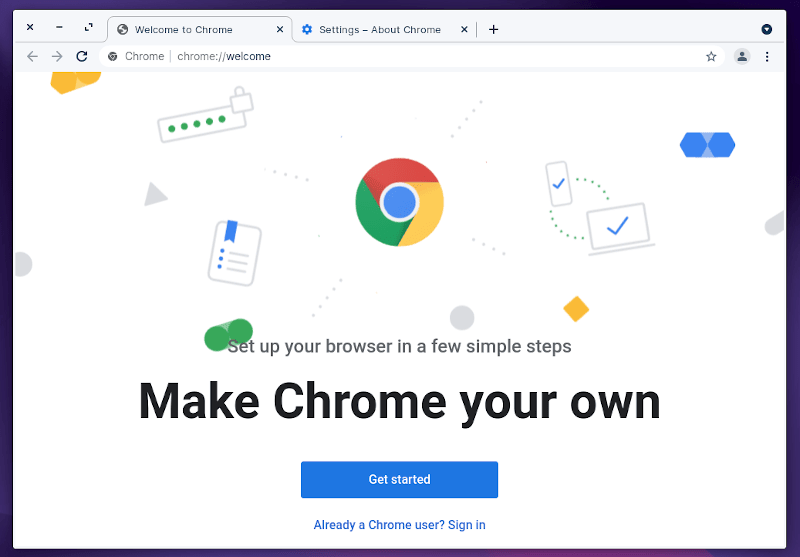 Welcome to Chrome
Settings – About Chrome
Chrome | chrome://welcome
Set up your browser in a few simple steps
Make Chrome your own
Get started
Already a Chrome user? Sign in